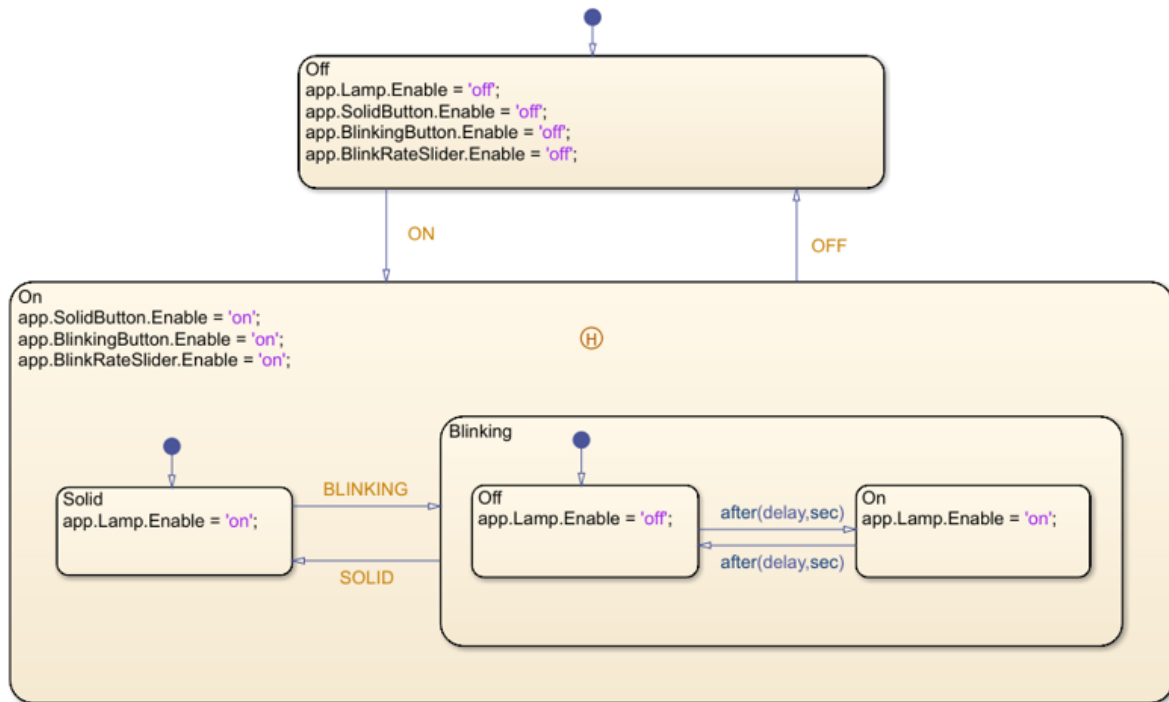 Off
app.Lamp.Enable = 'off';
app.SolidButton.Enable = 'off';
app.BlinkingButton.Enable = 'off';
app.BlinkRateSlider.Enable = 'off';
ON
OFF
On
app.SolidButton.Enable = 'on';
app.BlinkingButton.Enable = 'on';
app.BlinkRateSlider.Enable = 'on';
H
Blinking
Solid
app.Lamp.Enable = 'on';
BLINKING
SOLID
Off
app.Lamp.Enable = 'off';
after(delay,sec)
after(delay,sec)
On
app.Lamp.Enable = 'on';